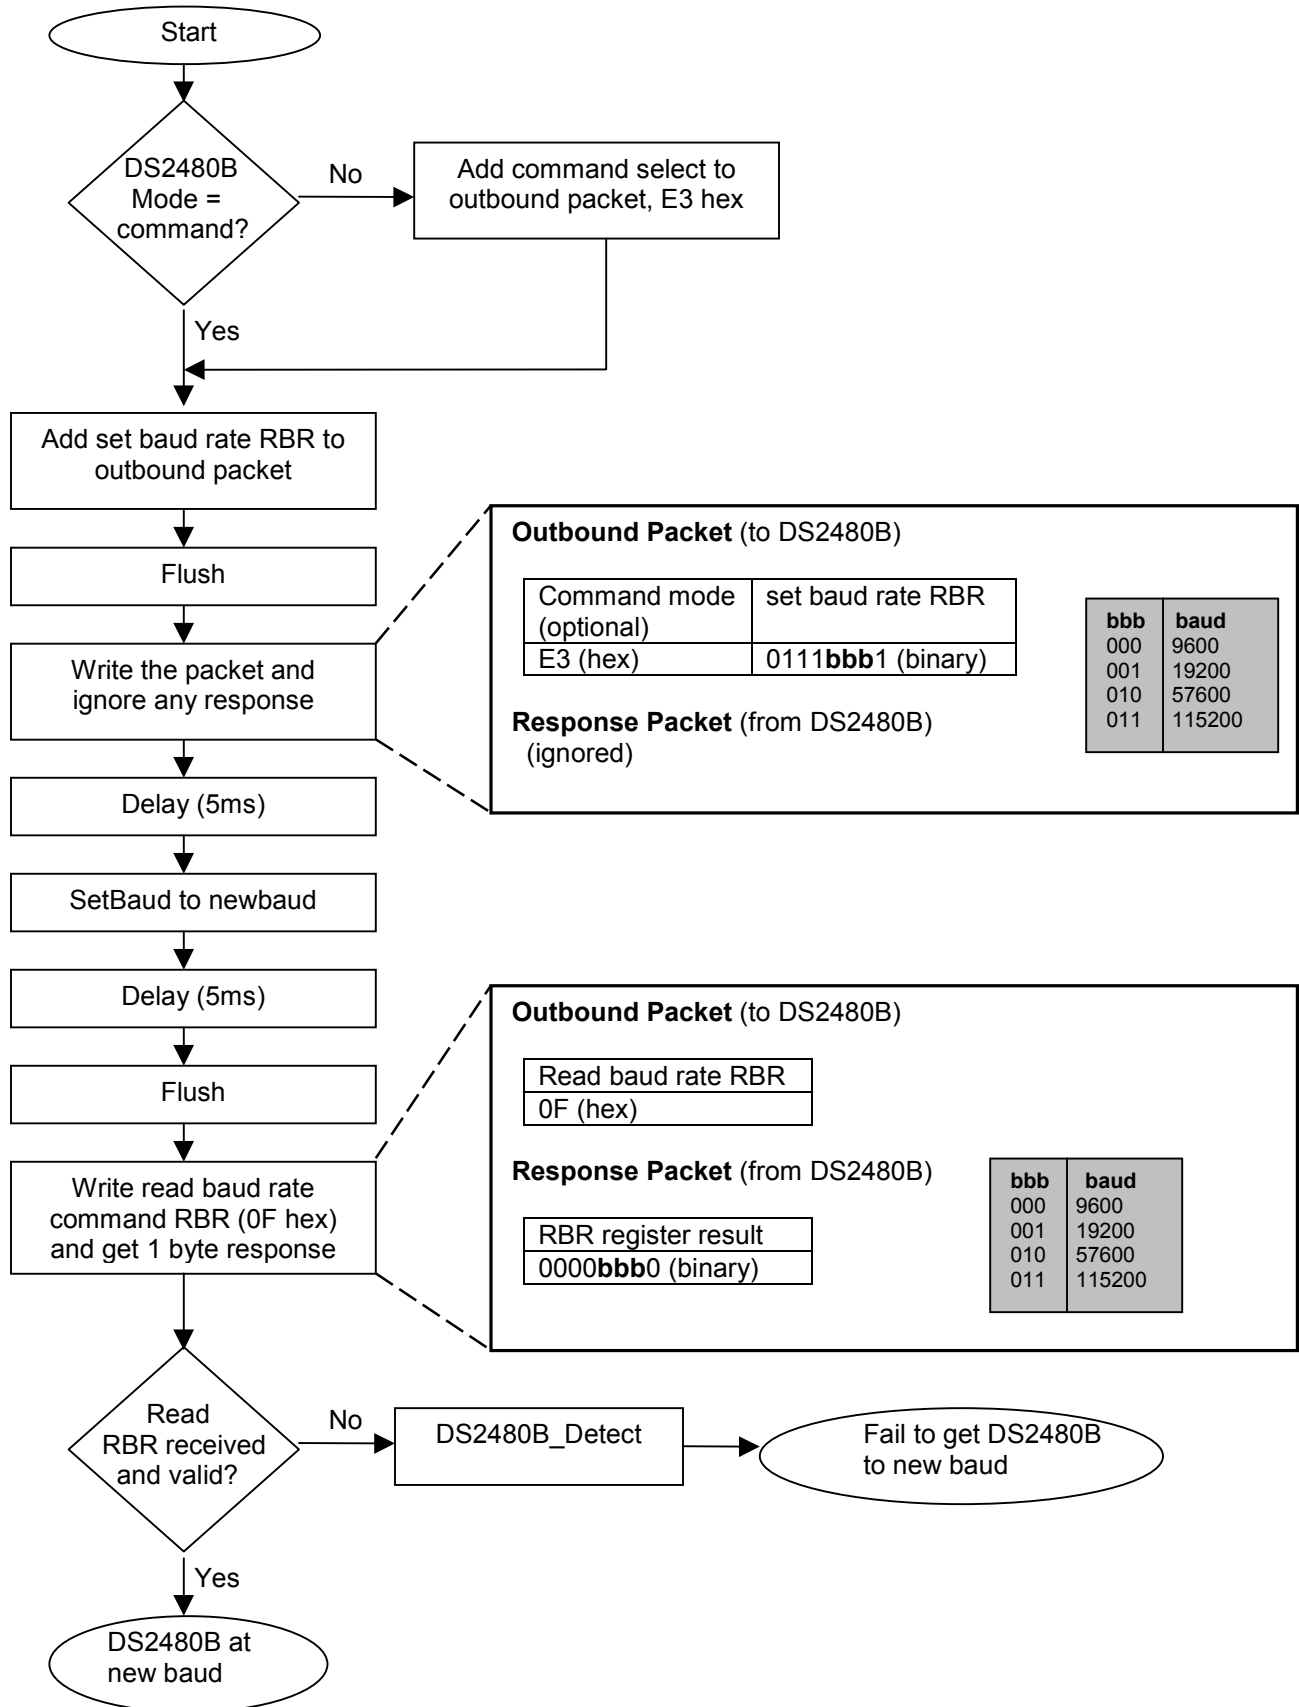 Start
DS2480B
Mode =
command?
No
Add command select to
outbound packet, E3 hex
Yes
Add set baud rate RBR to
outbound packet
Flush
Write the packet and
ignore any response
Outbound Packet (to DS2480B)
Command mode
(optional)
set baud rate RBR
E3 (hex)
0111bbb1 (binary)
Response Packet (from DS2480B)
(ignored)
bbb baud
000 9600
001 19200
010 57600
011 115200
Delay (5ms)
SetBaud to newbaud
Delay (5ms)
Flush
Write read baud rate
command RBR (0F hex)
and get 1 byte response
Outbound Packet (to DS2480B)
Read baud rate RBR
0F (hex)
Response Packet (from DS2480B)
RBR register result
0000bbb0 (binary)
bbb baud
000 9600
001 19200
010 57600
011 115200
Read
RBR received
and valid?
No
DS2480B_Detect
Fail to get DS2480B
to new baud
Yes
DS2480B at
new baud